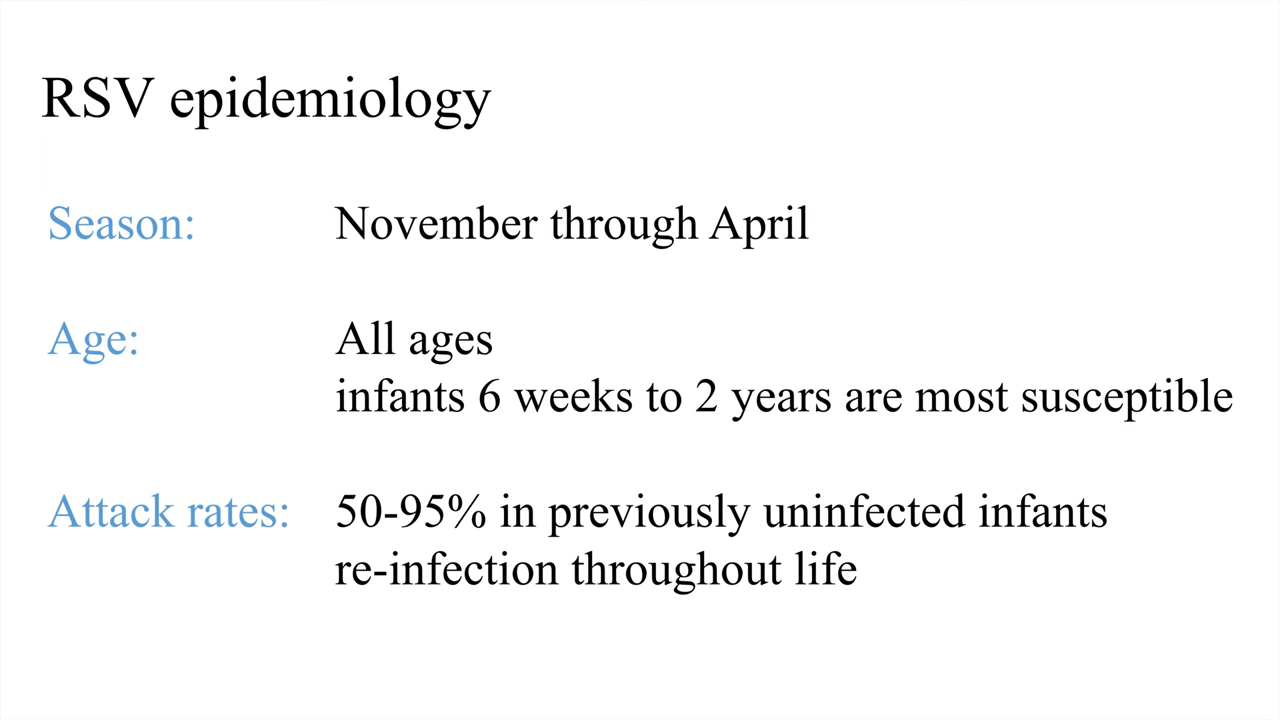 RSV epidemiology
Season: November through April
Age: All ages
infants 6 weeks to 2 years are most susceptible
Attack rates: 50-95% in previously uninfected infants
re-infection throughout life